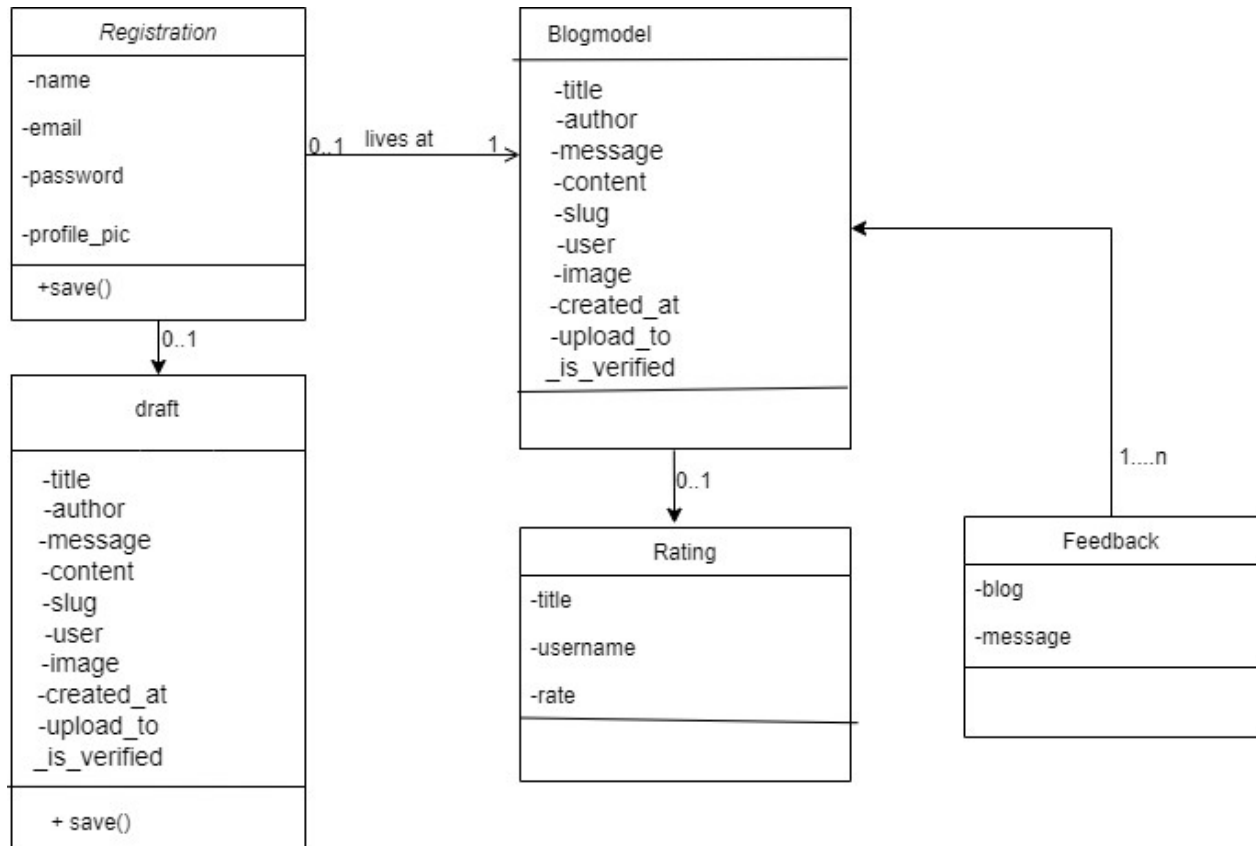 Registration
-name
-email
-password
-profile_pic
+save()
0..1
lives at
1
Blogmodel
-title
-author
-message
-content
-slug
-user
-image
-created_at
-upload_to
_is_verified
0..1
draft
-title
-author
-message
-content
-slug
-user
-image
-created_at
-upload_to
_is_verified
+ save()
0..1
Rating
-title
-username
-rate
1....n
Feedback
-blog
-message